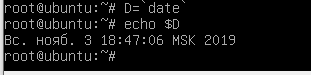 root@ubuntu:~# D=`date`
root@ubuntu:~# echo $D
Вс. нояб. 3 18:47:06 MSK 2019
root@ubuntu:~#